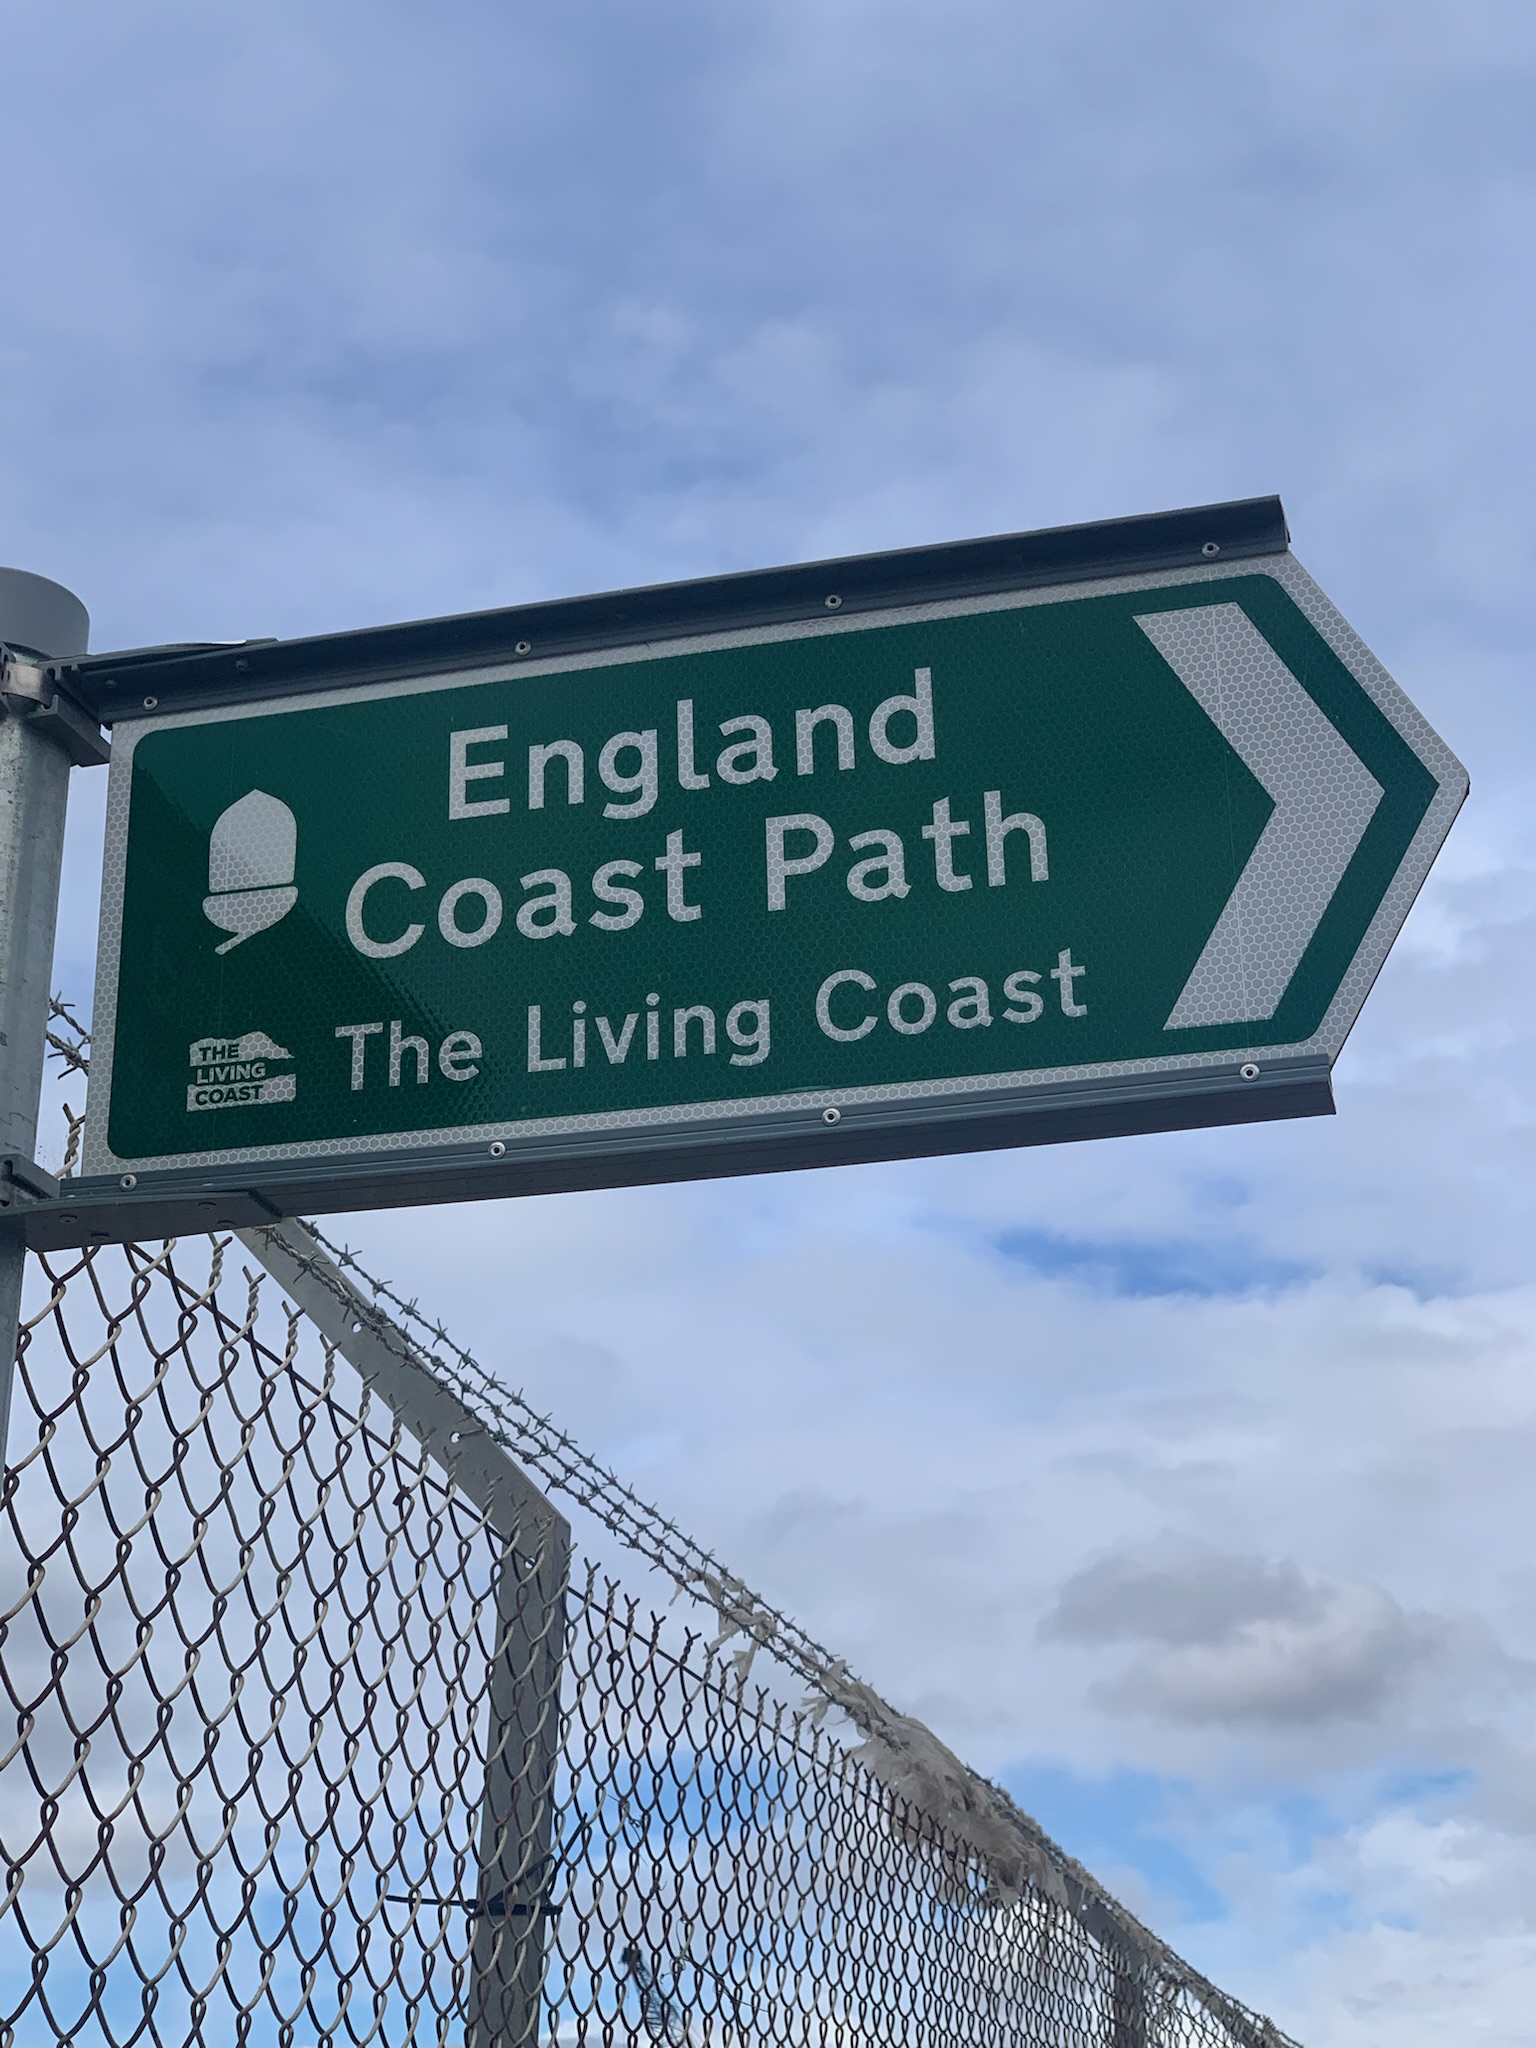 England
Coast Path
The Living Coast
THE
LIVING
COAST